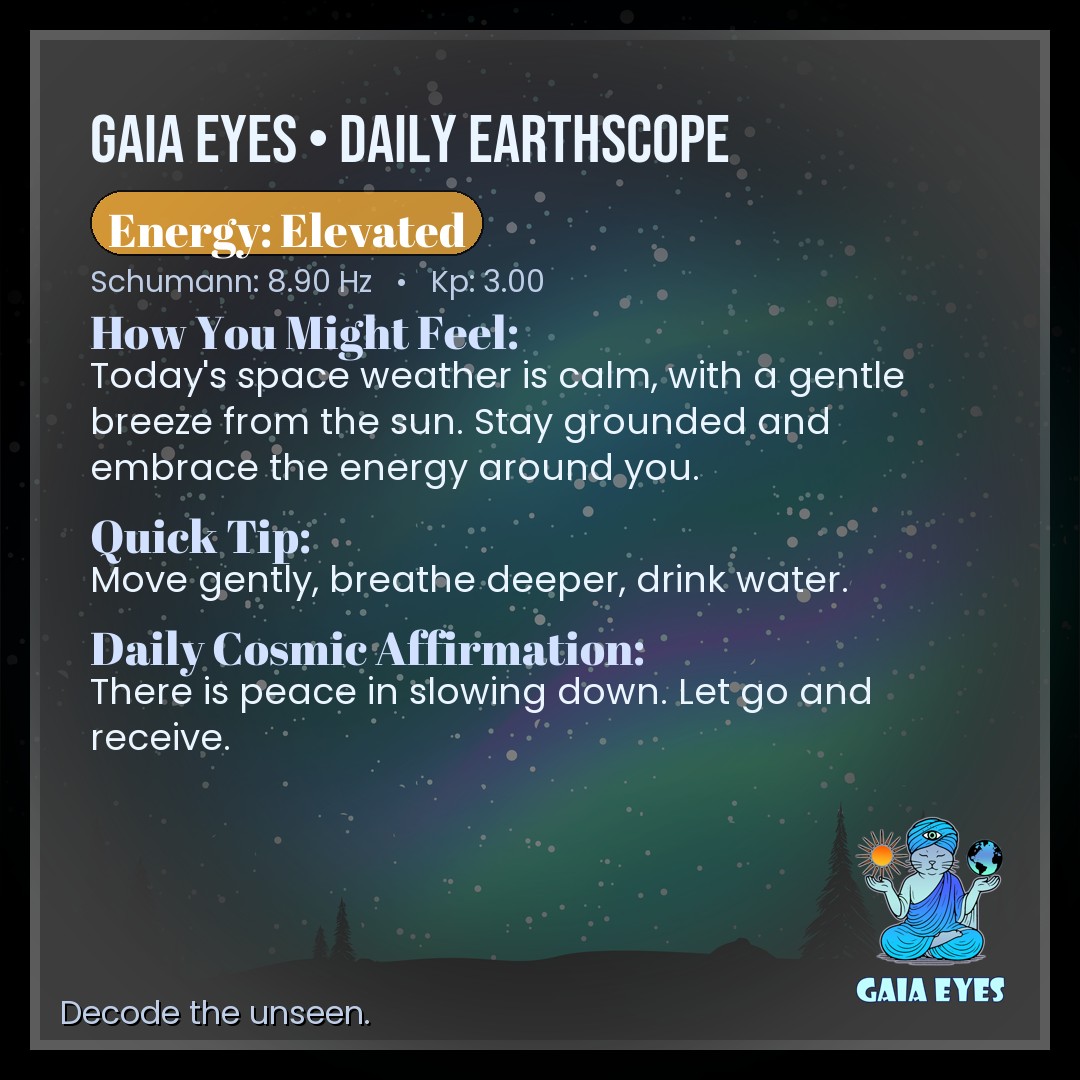 GAIA EYES • DAILY EARTHSCOPE
Energy: Elevated
Schumann: 8.90 Hz • Kp: 3.00
How You Might Feel:
Today's space weather is calm, with a gentle
breeze from the sun. Stay grounded and
embrace the energy around you.
Quick Tip:
Move gently, breathe deeper, drink water.
Daily Cosmic Affirmation:
There is peace in slowing down. Let go and
receive.
GAIA EYES
Decode the unseen.